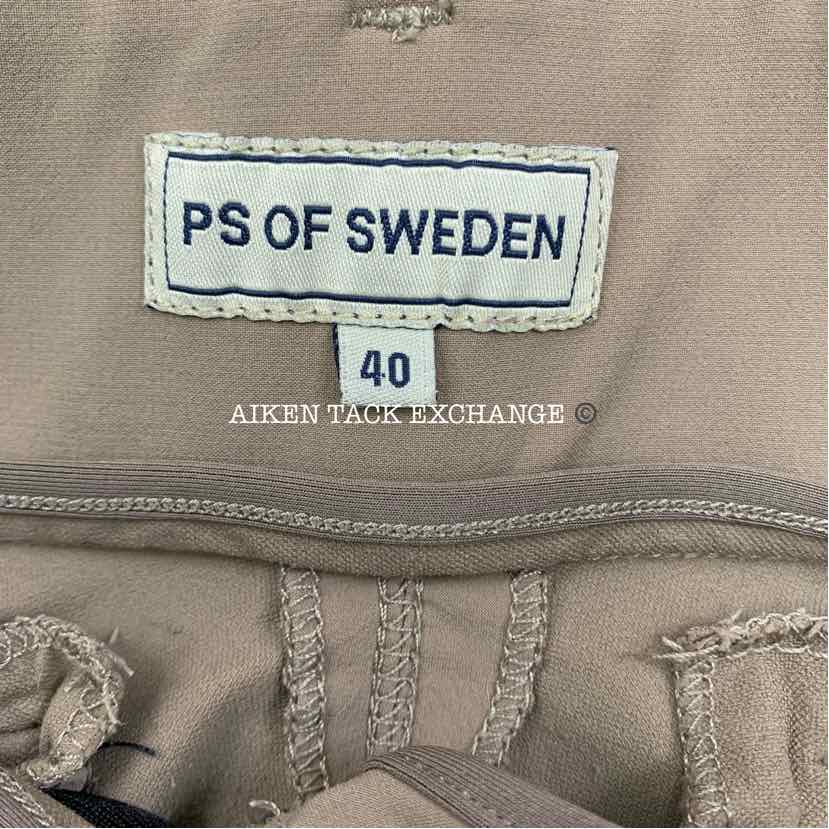 PS OF SWEDEN
40
AIKEN TACK EXCHANGE ©